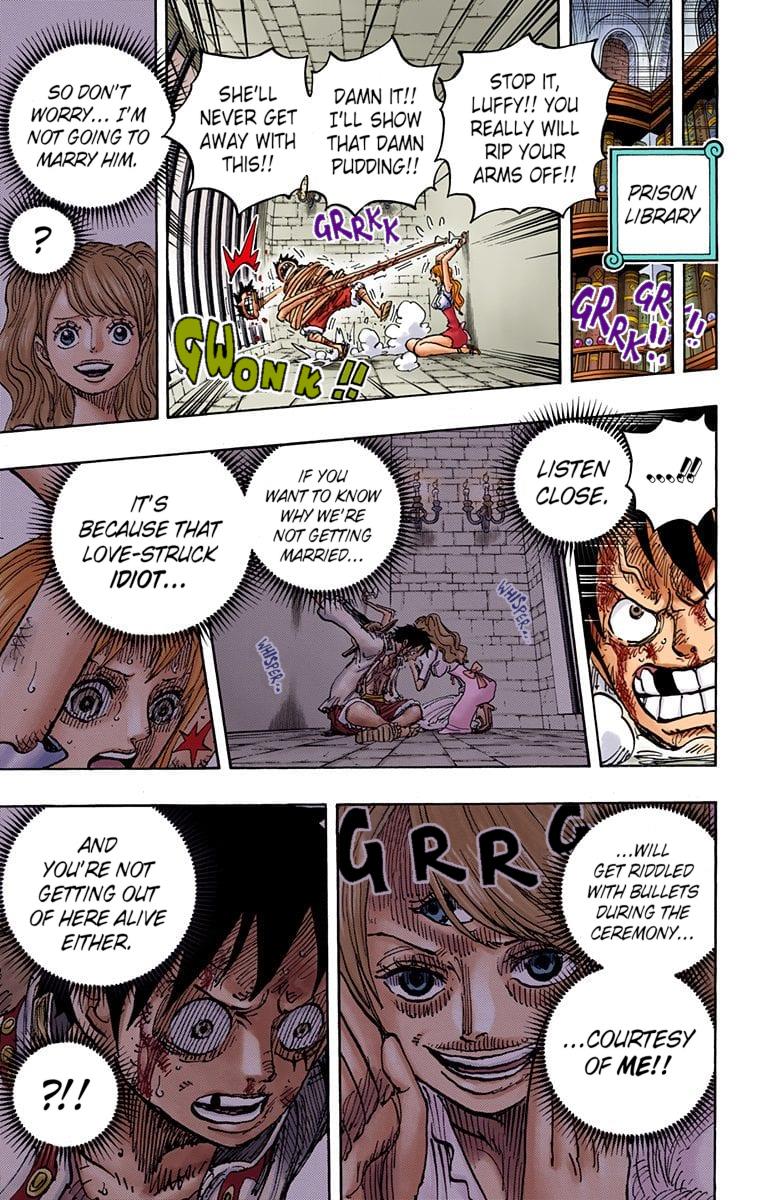 PRISON
LIBRARY
GRRK!!
GRRK!!
STOP IT,
LUFFY!! YOU
REALLY WILL
RIP YOUR
ARMS OFF!!
DAMN IT!!
I'LL SHOW
THAT DAMN
PUDDING!!
SHE'LL
NEVER GET
AWAY WITH
THIS!!
GRRKK
GWONK!!
SO DON'T
WORRY... I'M
NOT GOING TO
MARRY HIM.
?
...!!
LISTEN
CLOSE.
IF YOU
WANT TO KNOW
WHY WE'RE
NOT GETTING
MARRIED...
WHISPER...
WHISPER...
IT'S
BECAUSE THAT
LOVE-STRUCK
IDIOT...
...WILL
GET RIDDLED
WITH BULLETS
DURING THE
CEREMONY...
GRRG
...COURTESY
OF ME!!
AND
YOU'RE NOT
GETTING OUT
OF HERE ALIVE
EITHER.
?!!